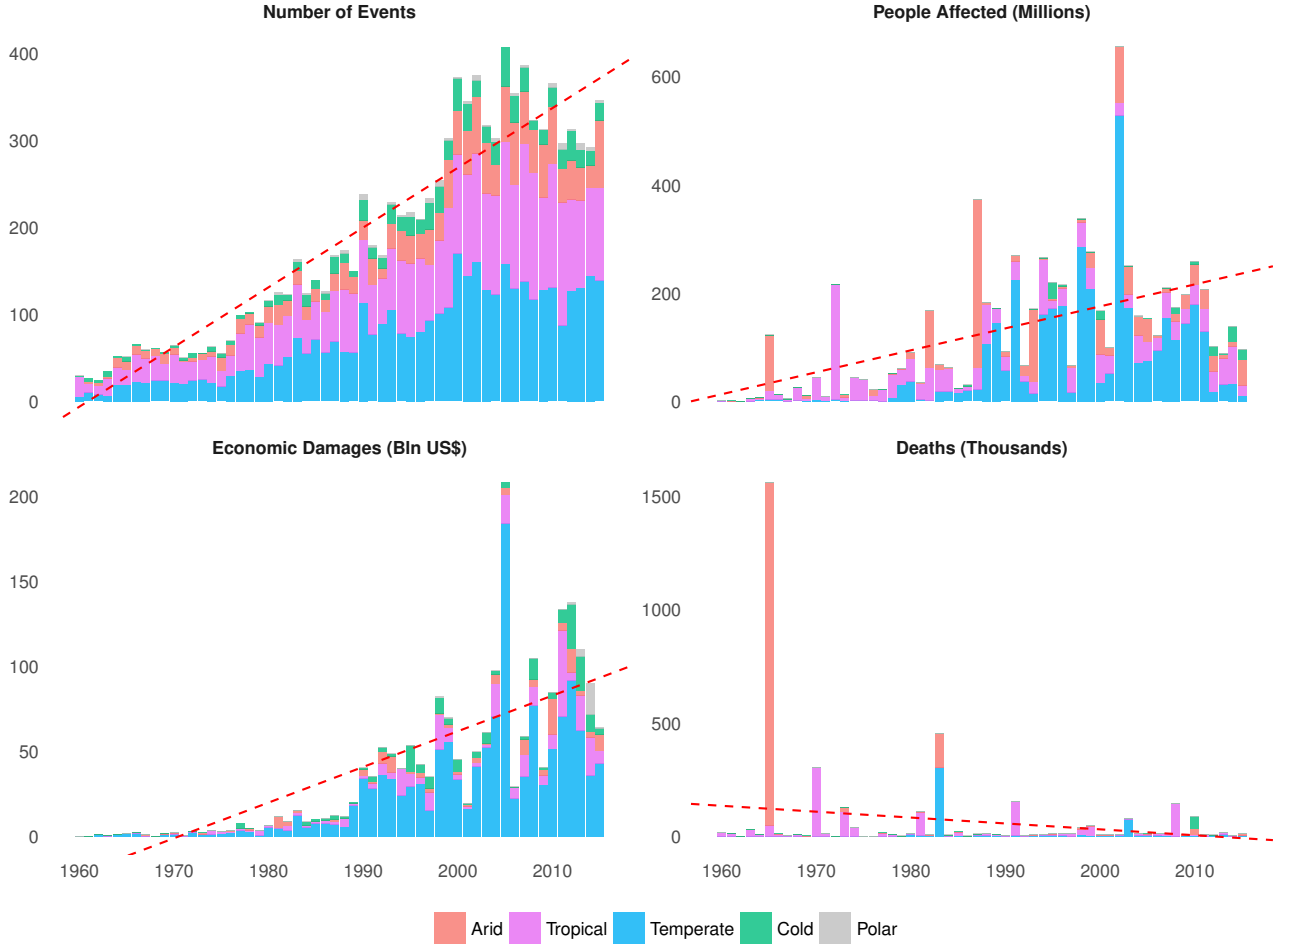 Number of Events
People Affected (Millions)
400
300
200
100
0
600
400
200
0
Economic Damages (Bln US$)
Deaths (Thousands)
200
150
100
50
0
1500
1000
500
0
1960 1970 1980 1990 2000 2010
1960 1970 1980 1990 2000 2010
Arid Tropical Temperate Cold Polar